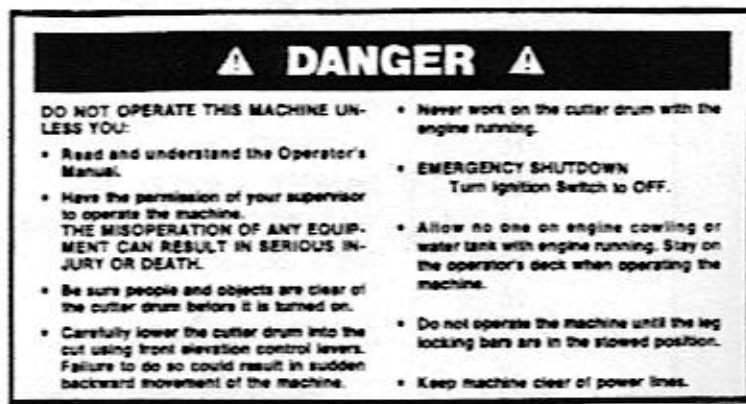 ⚠ DANGER ⚠
DO NOT OPERATE THIS MACHINE UN-
LESS YOU:
• Read and understand the Operator's
Manual.
• Have the permission of your supervisor
to operate the machine.
THE MISOPERATION OF ANY EQUIP-
MENT CAN RESULT IN SERIOUS IN-
JURY OR DEATH.
• Be sure people and objects are clear of
the cutter drum before it is turned on.
• Carefully lower the cutter drum into the
cut using front elevation control levers.
Failure to do so could result in sudden
backward movement of the machine.
• Never work on the cutter drum with the
engine running.
• EMERGENCY SHUTDOWN
Turn Ignition Switch to OFF.
• Allow no one on engine cowling or
water tank with engine running. Stay on
the operator's deck when operating the
machine.
• Do not operate the machine until the leg
locking bars are in the stowed position.
• Keep machine clear of power lines.